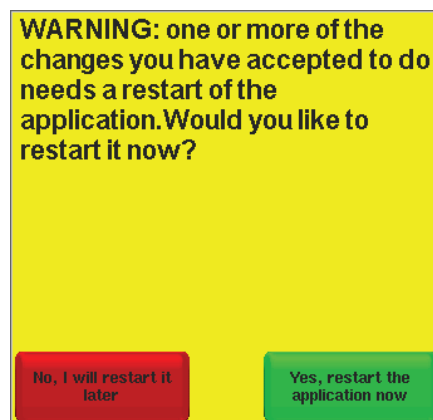 WARNING: one or more of the
changes you have accepted to do
needs a restart of the
application.Would you like to
restart it now?
No, I will restart it
later
Yes, restart the
application now